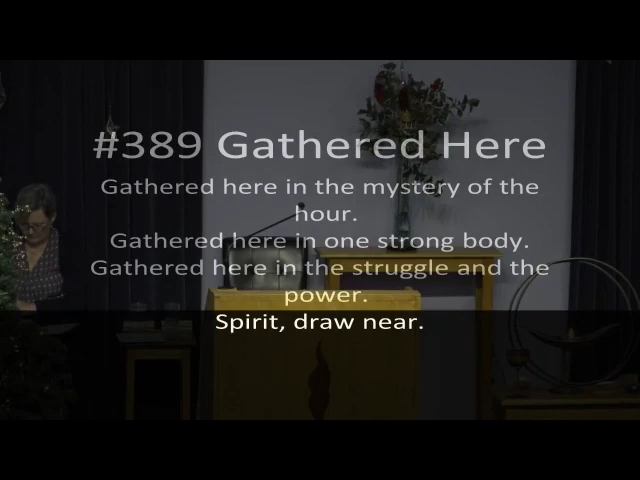 #389 Gathered Here
Gathered here in the mystery of the
hour.
Gathered here in one strong body.
Gathered here in the struggle and the
power.
Spirit, draw near.